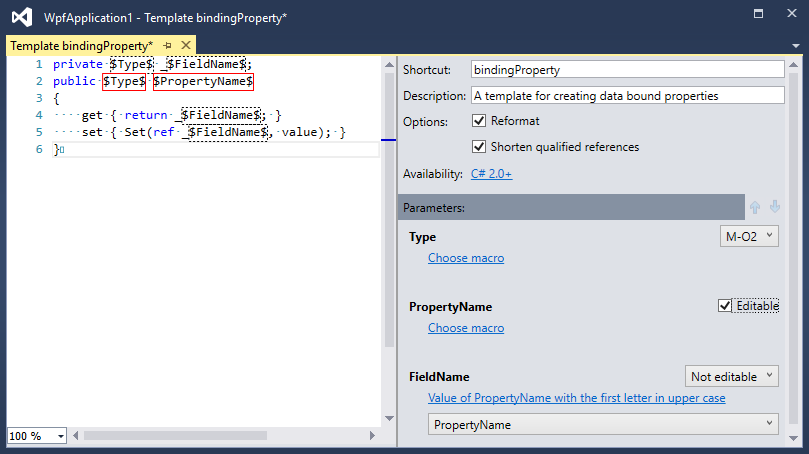 WpfApplication1 - Template bindingProperty*
Template bindingProperty*
1 private $Type$ _$FieldName$;
2 public $Type$ $PropertyName$
3 {
4 ····get·{·return·_$FieldName$;·}
5 ····set·{·Set(ref·_$FieldName$,·value);·}
6 }
100 %
Shortcut: bindingProperty
Description: A template for creating data bound properties
Options: Reformat
Shorten qualified references
Availability: C# 2.0+
Parameters:
Type M-O2
Choose macro
PropertyName Editable
Choose macro
FieldName Not editable
Value of PropertyName with the first letter in upper case
PropertyName